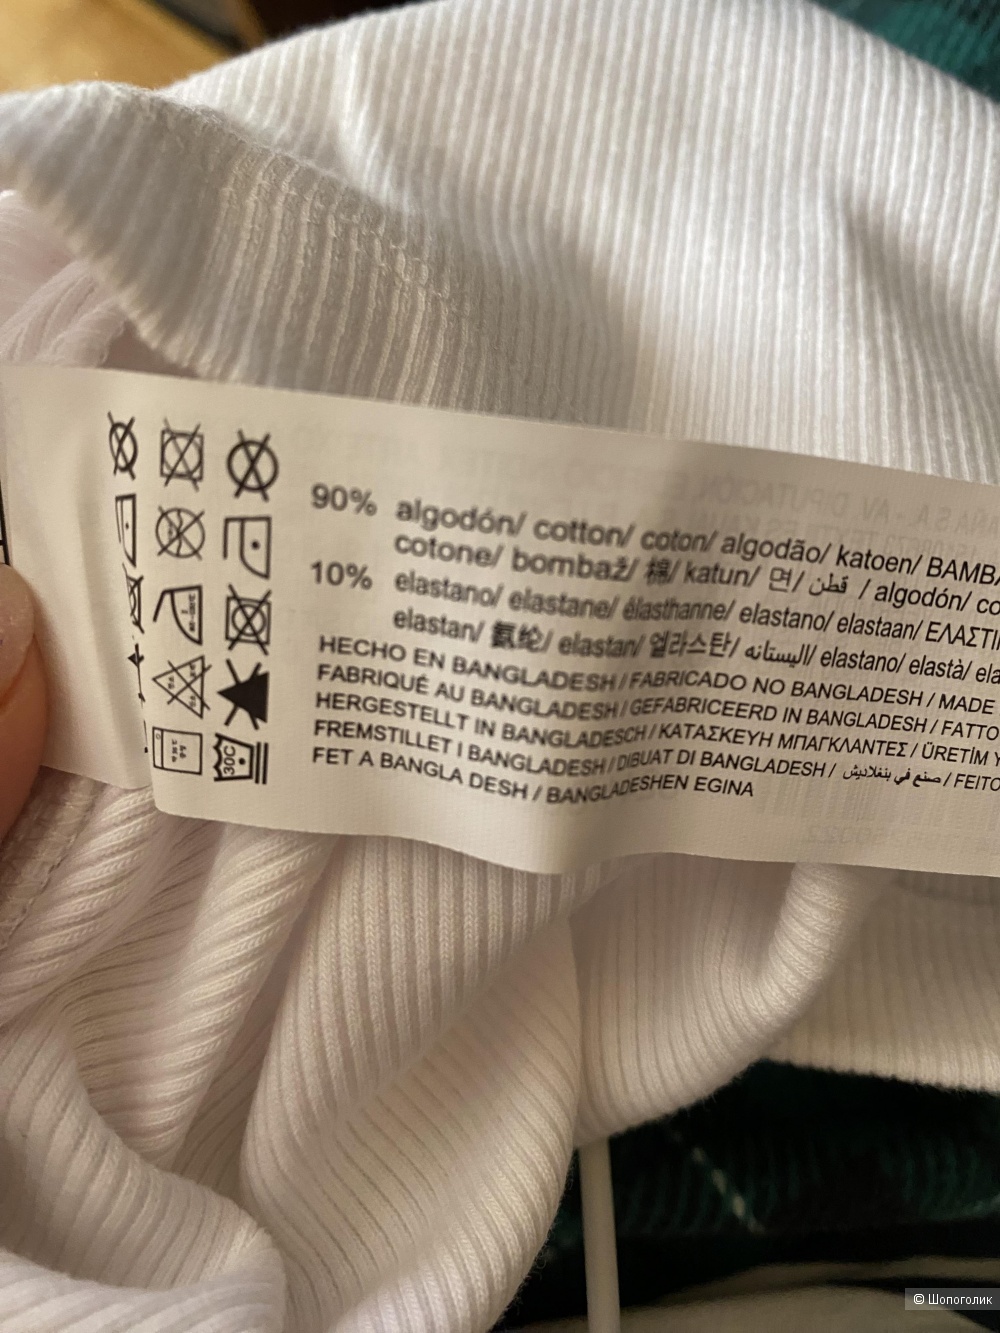 90% algodón/ cotton/ coton/ algodão/ katoen/ BAMBA
cotone/ bombaž/ 棉/ katun/ 면/ قطن / algodón/ co
10% elastano/ elastane/ élasthanne/ elastano/ elastaan/ ΕΛΑΣΤΙ
elastan/ 氨纶/ elastan/ 엘라스탄/ اليستانه/ elastano/ elastà/ ela
HECHO EN BANGLADESH / FABRICADO NO BANGLADESH / MADE
FABRIQUÉ AU BANGLADESH / GEFABRICEERD IN BANGLADESH / FATTO
HERGESTELLT IN BANGLADESCH / ΚΑΤΑΣΚΕΥΗ ΜΠΑΓΚΛΑΝΤΕΣ / ÜRETİM Y
FREMSTILLET I BANGLADESH / DIBUAT DI BANGLADESH / صنع في بنغلاديش / FEITO
FET A BANGLA DESH / BANGLADESHEN EGINA
30C
© Шопоголик